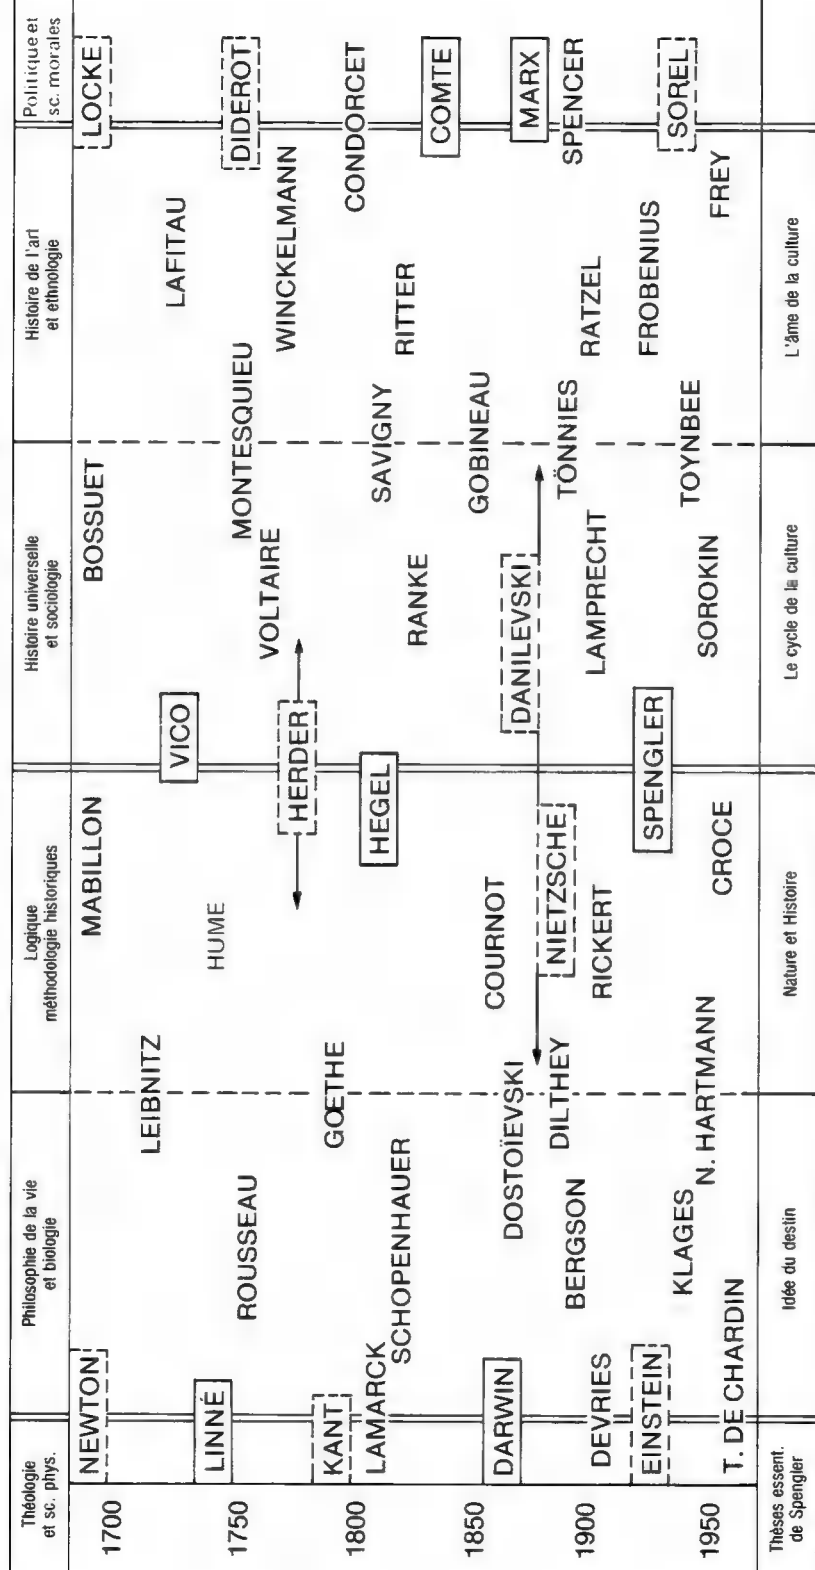 Théologie
et sc. phys.
Philosophie de la vie
et biologie
Logique
méthodologie historiques
Histoire universelle
et sociologie
Histoire de l'art
et ethnologie
Politique et
sc. morales
1700
NEWTON
LEIBNITZ
MABILLON
BOSSUET
LAFITAU
LOCKE
1750
LINNÉ
ROUSSEAU
HUME
VICO
VOLTAIRE
MONTESQUIEU
WINCKELMANN
DIDEROT
HERDER
1800
KANT
LAMARCK
SCHOPENHAUER
GOETHE
HEGEL
RANKE
SAVIGNY
RITTER
CONDORCET
COMTE
1850
DARWIN
DOSTOÏEVSKI
COURNOT
DANILEVSKI
GOBINEAU
MARX
1900
DEVRIES
BERGSON
DILTHEY
NIETZSCHE
RICKERT
LAMPRECHT
TÖNNIES
RATZEL
SPENCER
EINSTEIN
KLAGES
SPENGLER
FROBENIUS
SOREL
1950
T. DE CHARDIN
N. HARTMANN
CROCE
SOROKIN
TOYNBEE
FREY
Thèses essent.
de Spengler
Idée du destin
Nature et Histoire
Le cycle de la culture
L'âme de la culture